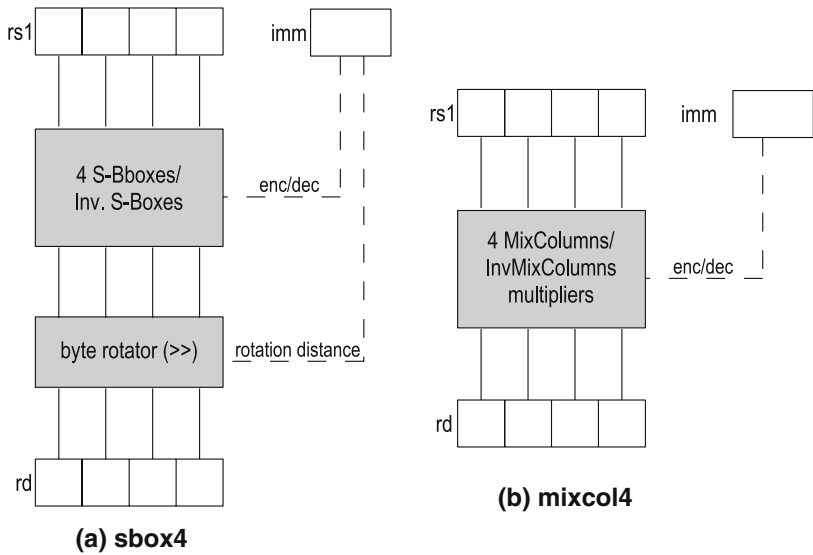 rs1
imm
4 S-Bboxes/
Inv. S-Boxes
enc/dec
byte rotator (>>)
rotation distance
rd
(a) sbox4
rs1
imm
4 MixColumns/
InvMixColumns
multipliers
enc/dec
rd
(b) mixcol4